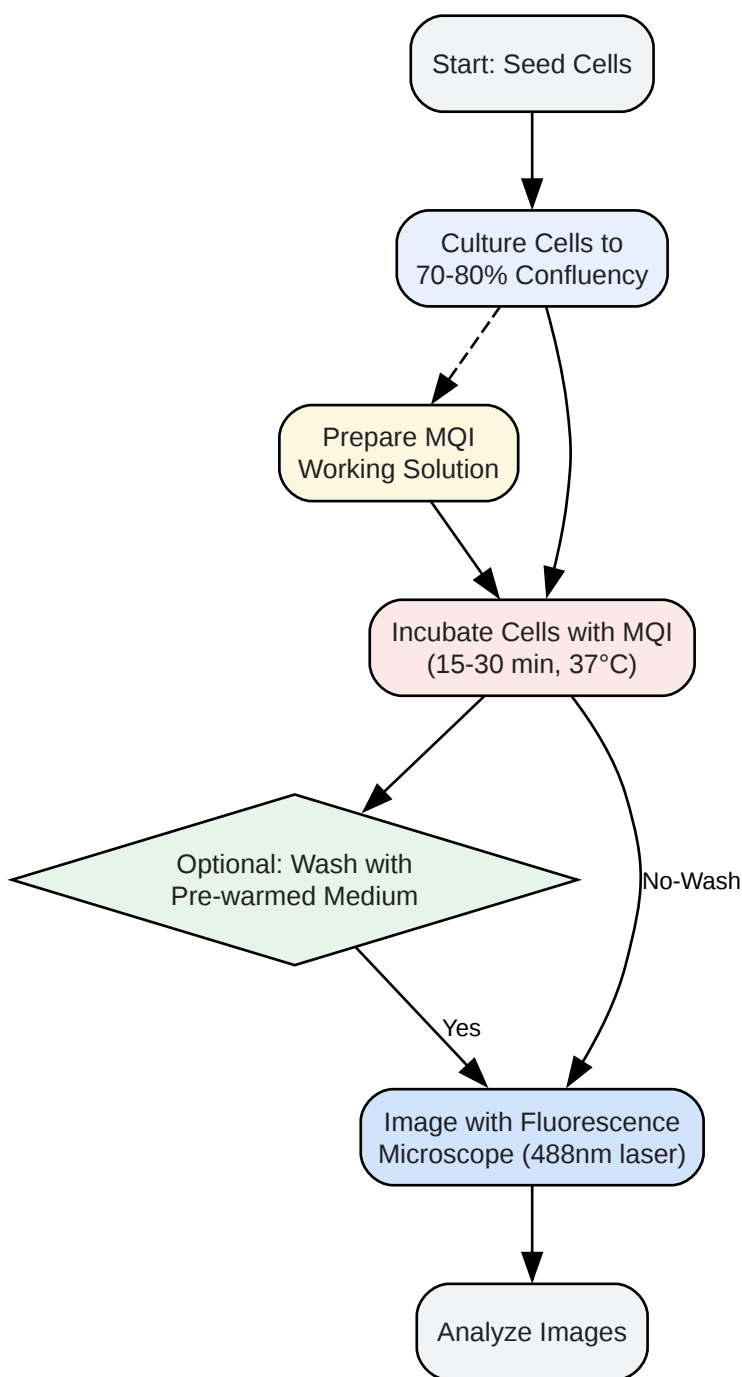 Start: Seed Cells
Culture Cells to
70-80% Confluency
Prepare MQI
Working Solution
Incubate Cells with MQI
(15-30 min, 37°C)
Optional: Wash with
Pre-warmed Medium
No-Wash
Yes
Image with Fluorescence
Microscope (488nm laser)
Analyze Images